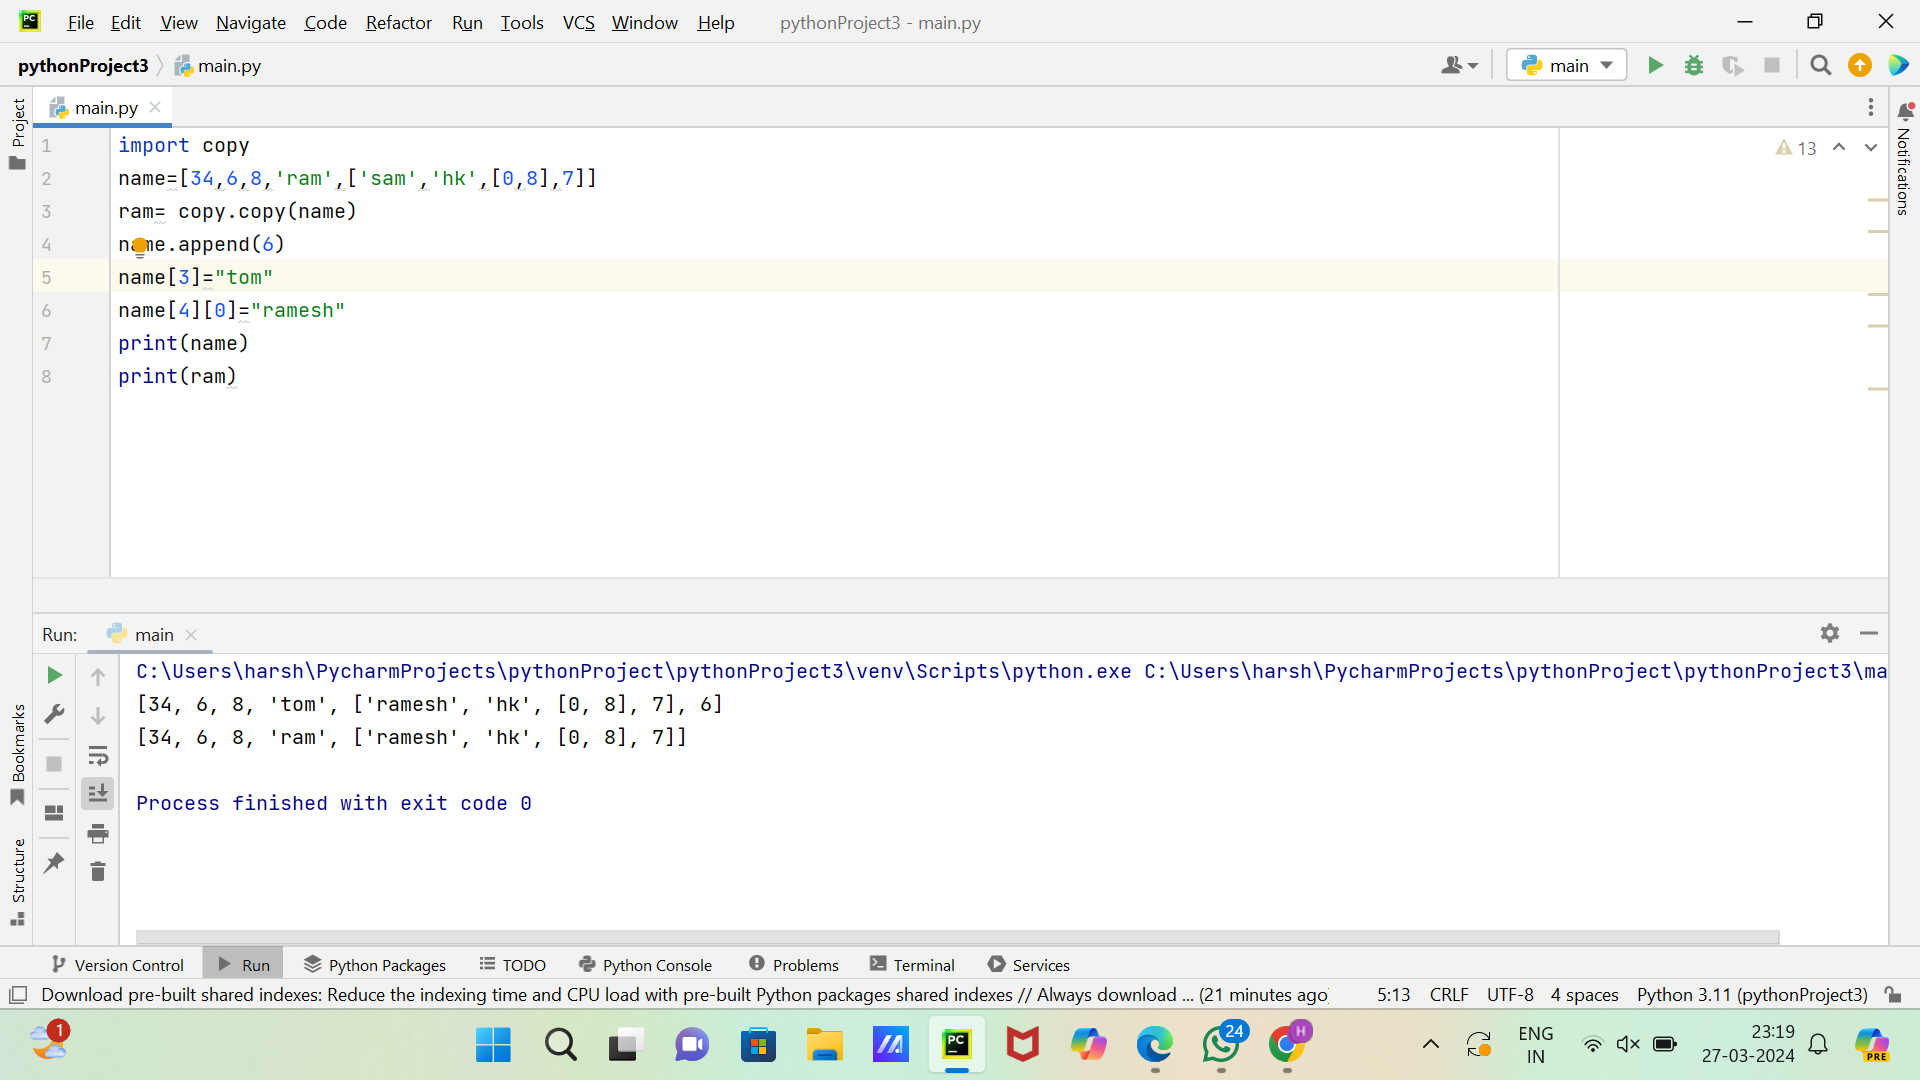 PC
File Edit View Navigate Code Refactor Run Tools VCS Window Help pythonProject3 - main.py
pythonProject3 main.py main
Project
main.py
Notifications
13
1 import copy
2 name=[34,6,8,'ram',['sam','hk',[0,8],7]]
3 ram= copy.copy(name)
4 name.append(6)
5 name[3]="tom"
6 name[4][0]="ramesh"
7 print(name)
8 print(ram)
Run: main
C:\Users\harsh\PycharmProjects\pythonProject\pythonProject3\venv\Scripts\python.exe C:\Users\harsh\PycharmProjects\pythonProject\pythonProject3\ma
[34, 6, 8, 'tom', ['ramesh', 'hk', [0, 8], 7], 6]
[34, 6, 8, 'ram', ['ramesh', 'hk', [0, 8], 7]]
Process finished with exit code 0
Bookmarks
Structure
Version Control Run Python Packages TODO Python Console Problems Terminal Services
Download pre-built shared indexes: Reduce the indexing time and CPU load with pre-built Python packages shared indexes // Always download ... (21 minutes ago) 5:13 CRLF UTF-8 4 spaces Python 3.11 (pythonProject3)
1 PC 24 H ENG 23:19
IN 27-03-2024 PRE